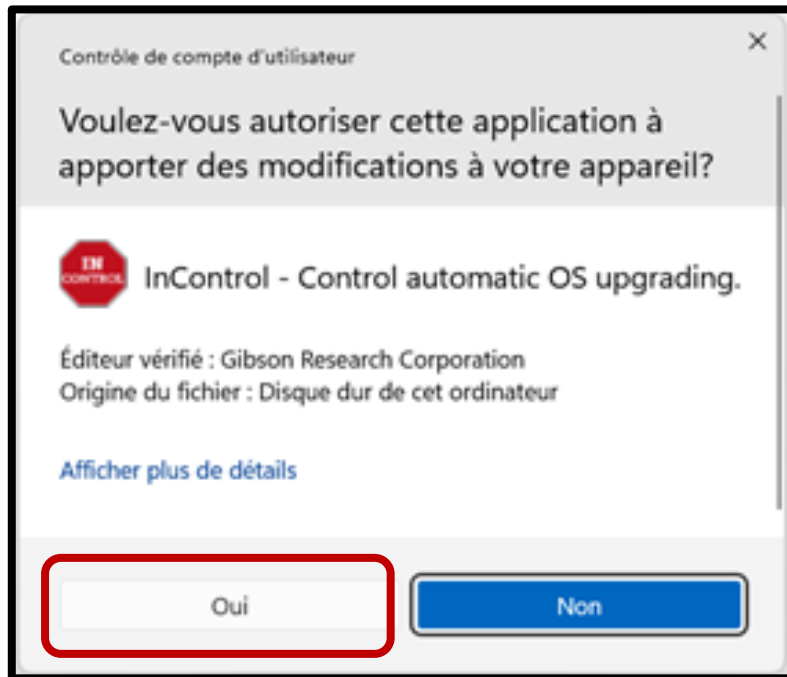 Contrôle de compte d'utilisateur
Voulez-vous autoriser cette application à
apporter des modifications à votre appareil?
IN
CONTROL
InControl - Control automatic OS upgrading.
Éditeur vérifié : Gibson Research Corporation
Origine du fichier : Disque dur de cet ordinateur
Afficher plus de détails
Oui
Non